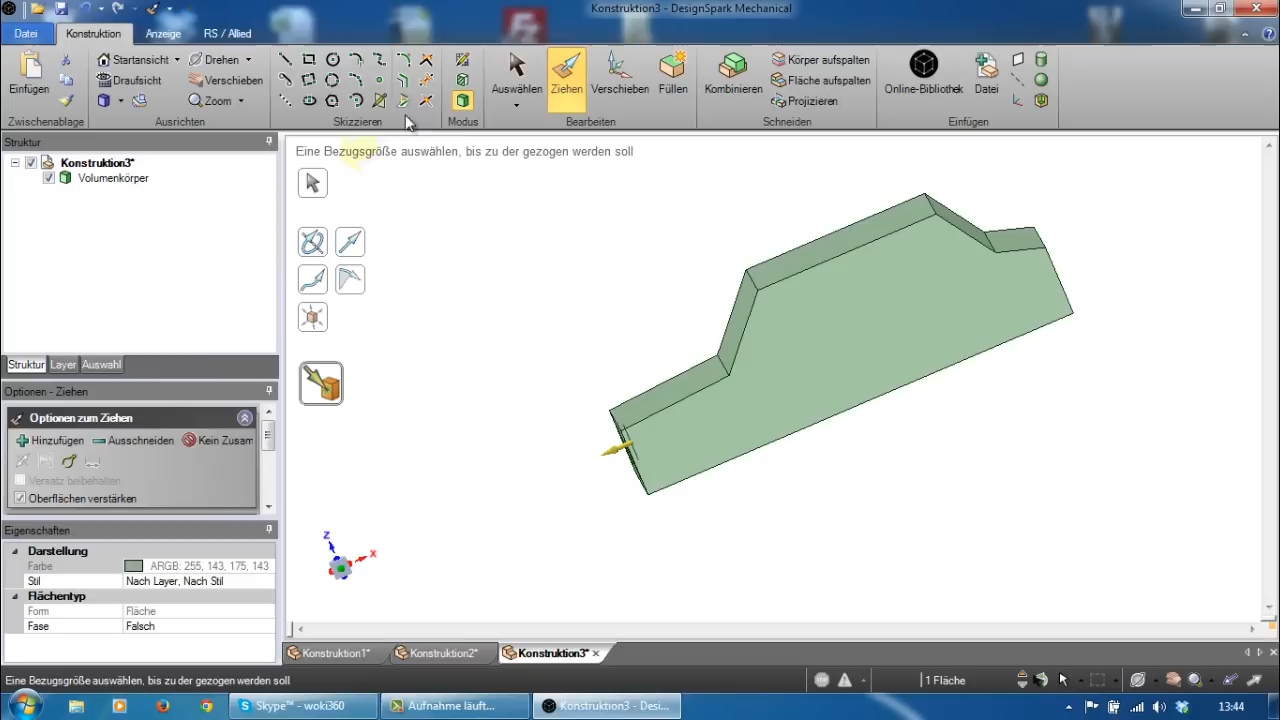 Konstruktion3 - DesignSpark Mechanical
Datei
Konstruktion
Anzeige
RS / Allied
Einfügen
Startansicht
Draufsicht
Drehen
Verschieben
Zoom
Auswählen
Ziehen
Verschieben
Füllen
Kombinieren
Körper aufspalten
Fläche aufspalten
Projizieren
Online-Bibliothek
Datei
Zwischenablage
Ausrichten
Skizzieren
Modus
Bearbeiten
Schneiden
Einfügen
Struktur
Konstruktion3*
Volumenkörper
Struktur
Layer
Auswahl
Optionen - Ziehen
Optionen zum Ziehen
Hinzufügen
Ausschneiden
Kein Zusam
Versatz beibehalten
Oberflächen verstärken
Eigenschaften
Darstellung
Farbe ARGB: 255, 143, 175, 143
Stil Nach Layer, Nach Stil
Flächentyp
Form Fläche
Fase Falsch
Eine Bezugsgröße auswählen, bis zu der gezogen werden soll
Z
X
Konstruktion1*
Konstruktion2*
Konstruktion3*
Eine Bezugsgröße auswählen, bis zu der gezogen werden soll
1 Fläche
Skype™ - woki360
Aufnahme läuft...
Konstruktion3 - Desi...
13:44